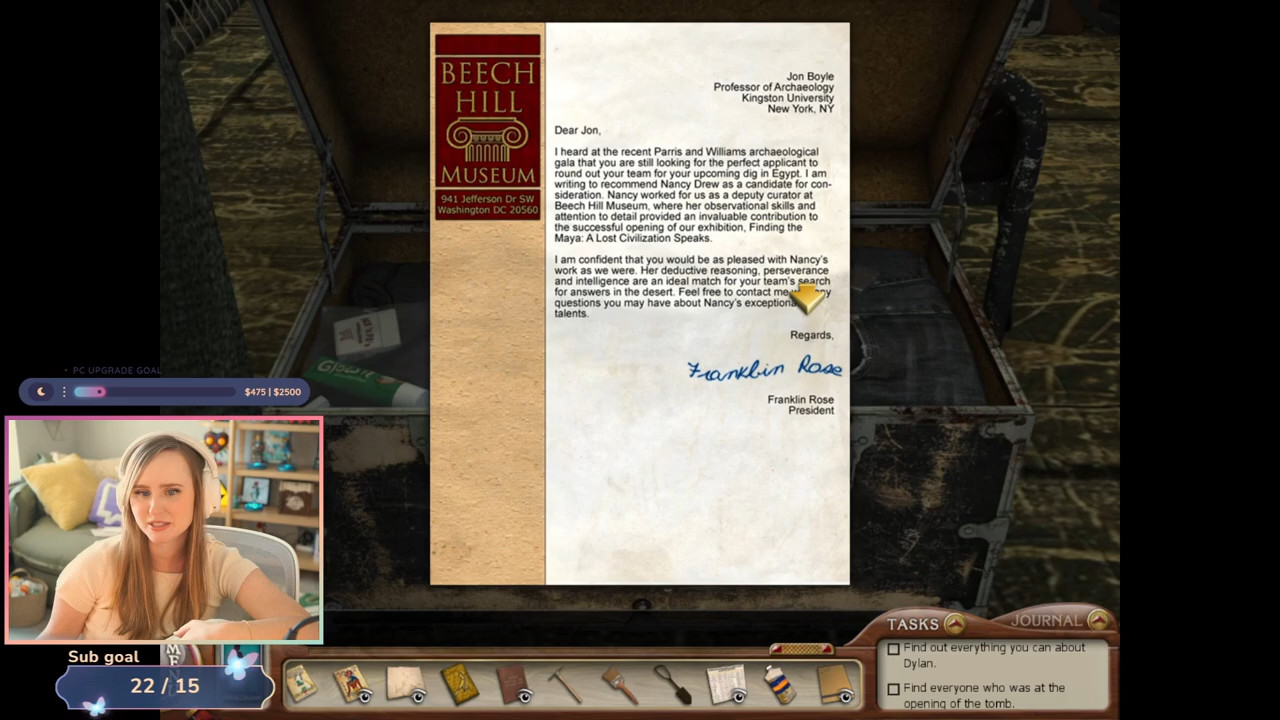 BEECH
HILL
MUSEUM
941 Jefferson Dr SW
Washington DC 20560
Jon Boyle
Professor of Archaeology
Kingston University
New York, NY
Dear Jon,
I heard at the recent Parris and Williams archaeological
gala that you are still looking for the perfect applicant to
round out your team for your upcoming dig in Egypt. I am
writing to recommend Nancy Drew as a candidate for con-
sideration. Nancy worked for us as a deputy curator at
Beech Hill Museum, where her observational skills and
attention to detail provided an invaluable contribution to
the successful opening of our exhibition, Finding the
Maya: A Lost Civilization Speaks.
I am confident that you would be as pleased with Nancy's
work as we were. Her deductive reasoning, perseverance
and intelligence are an ideal match for your team's search
for answers in the desert. Feel free to contact me
questions you may have about Nancy's
talents.
Regards,
Franklin Rose
Franklin Rose
President
• PC UPGRADE GOAL
$475 | $2500
Sub goal
22 / 15
TASKS
JOURNAL
Find out everything you can about
Dylan.
Find everyone who was at the
opening of the tomb.